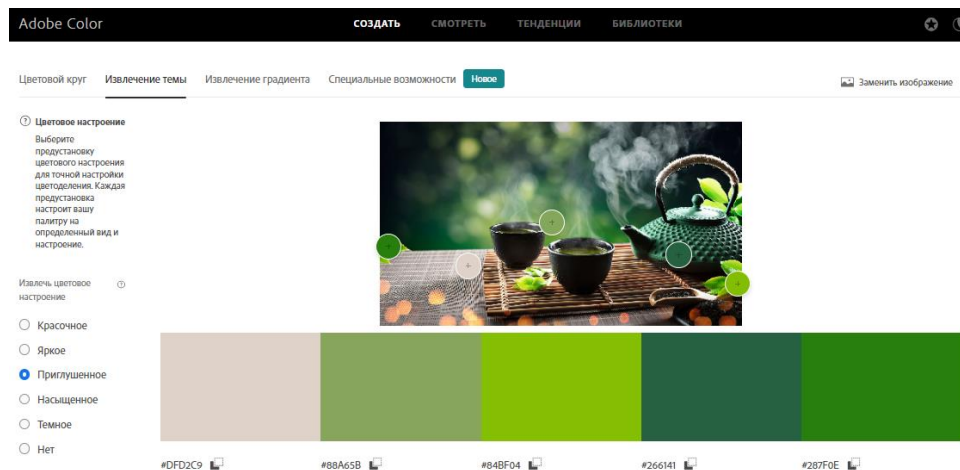 Adobe Color
СОЗДАТЬ СМОТРЕТЬ ТЕНДЕНЦИИ БИБЛИОТЕКИ
Цветовой круг Извлечение темы Извлечение градиента Специальные возможности Новое Заменить изображение
Цветовое настроение
Выберите
предустановку
цветового настроения
для точной настройки
цветоделения. Каждая
предустановка
настроит вашу
палитру на
определенный вид и
настроение.
Извлечь цветовое
настроение
Красочное
Яркое
Приглушенное
Насыщенное
Темное
Нет
#DFD2C9 #88A65B #84BF04 #266141 #287F0E